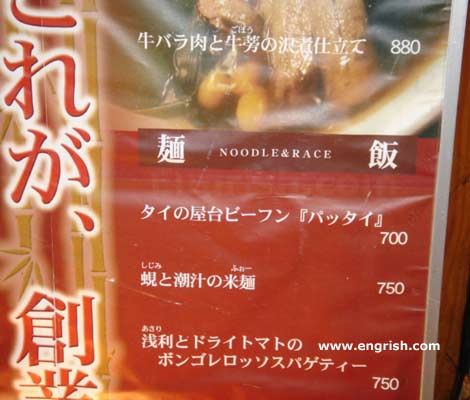 これが、創業
ごぼう
牛バラ肉と牛蒡の沢煮仕立て 880
麺 NOODLE&RACE 飯
タイの屋台ビーフン『パッタイ』
700
しじみ ふぉー
蜆と潮汁の米麺 750
あさり
浅利とドライトマトの
ボンゴレロッソスパゲティー
750
www.engrish.com